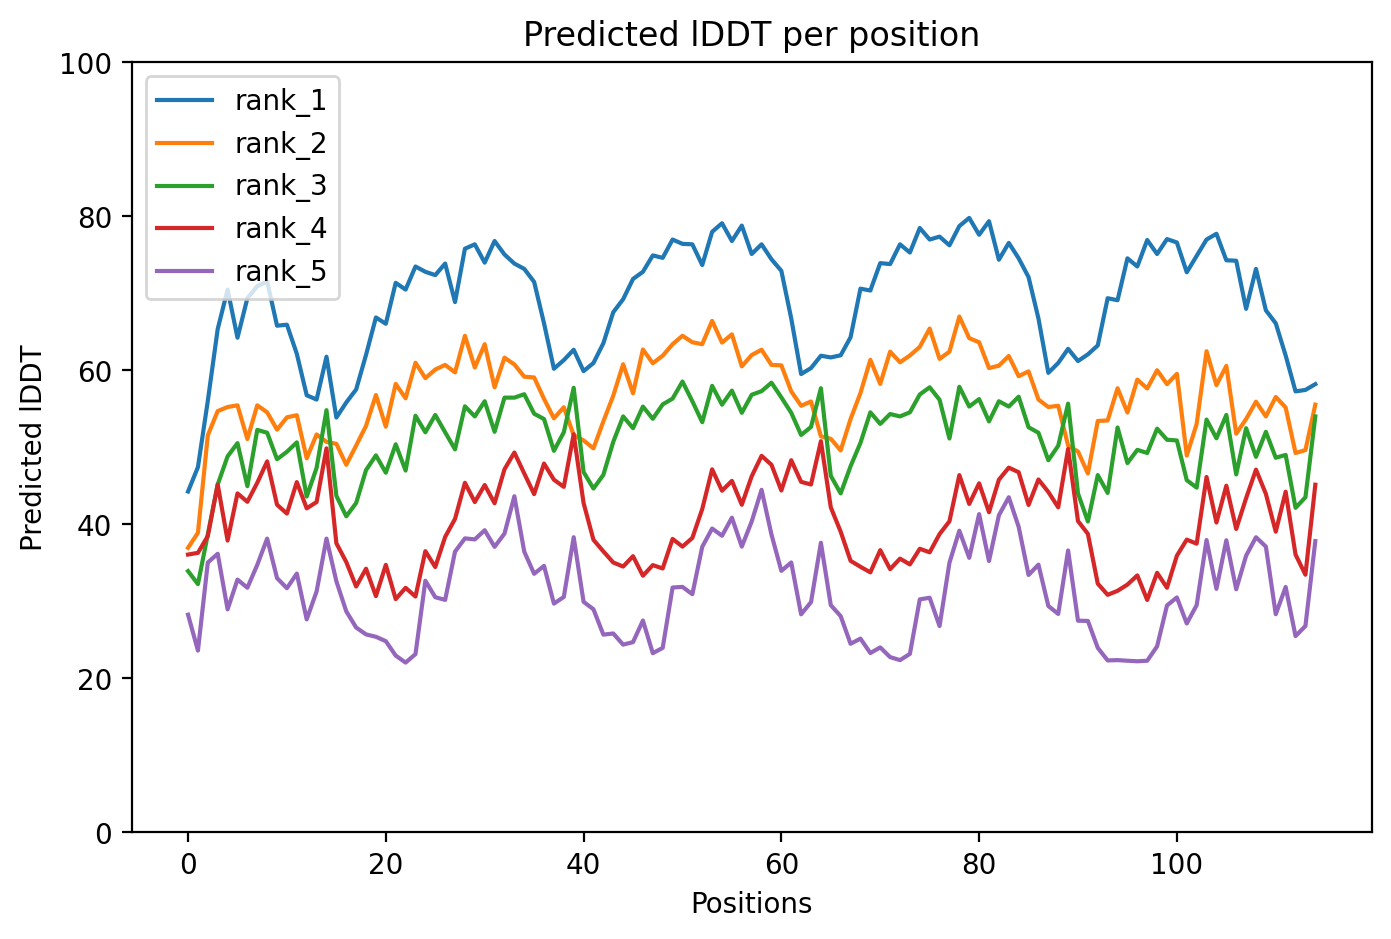 Predicted lDDT per position
100
80
60
40
20
0
Predicted lDDT
rank_1
rank_2
rank_3
rank_4
rank_5
0 20 40 60 80 100
Positions